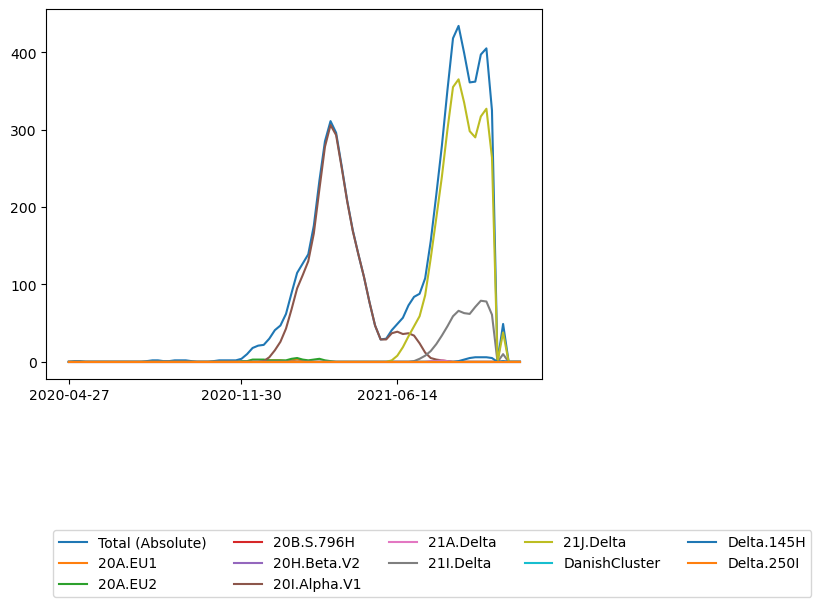 400
300
200
100
0
2020-04-27 2020-11-30 2021-06-14
Total (Absolute) 20B.S.796H 21A.Delta 21J.Delta Delta.145H
20A.EU1 20H.Beta.V2 21I.Delta DanishCluster Delta.250I
20A.EU2 20I.Alpha.V1